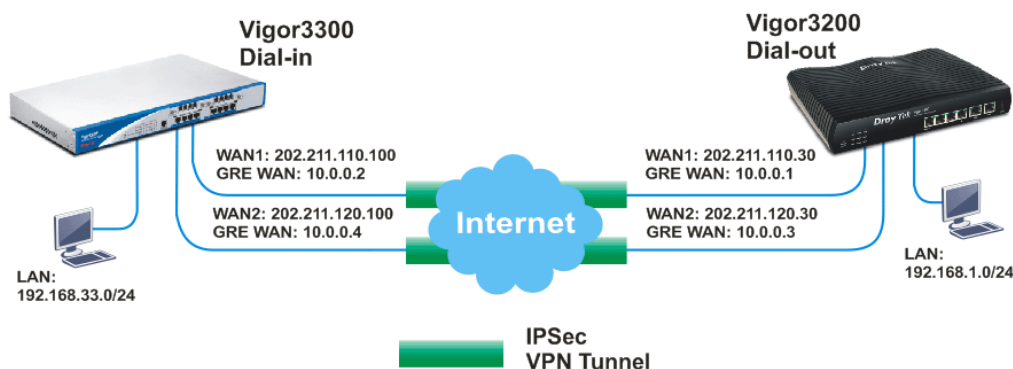 Vigor3300
Dial-in
Vigor3200
Dial-out
DrayTek
WAN1: 202.211.110.100
GRE WAN: 10.0.0.2
WAN2: 202.211.120.100
GRE WAN: 10.0.0.4
Internet
WAN1: 202.211.110.30
GRE WAN: 10.0.0.1
WAN2: 202.211.120.30
GRE WAN: 10.0.0.3
LAN:
192.168.33.0/24
LAN:
192.168.1.0/24
IPSec
VPN Tunnel